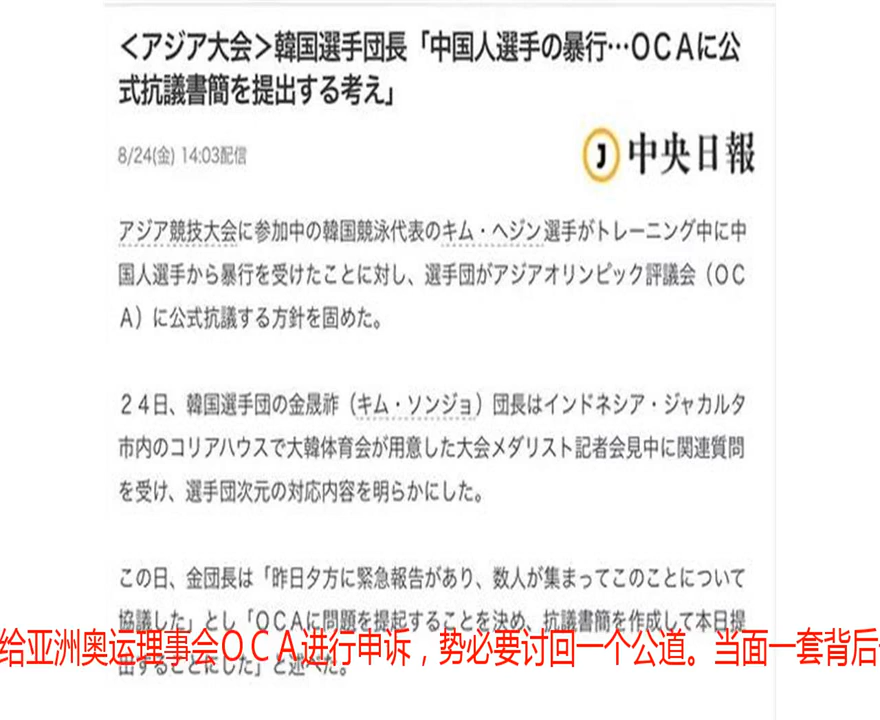 ＜アジア大会＞韓国選手団長「中国人選手の暴行…ＯＣＡに公
式抗議書簡を提出する考え」
8/24(金) 14:03配信
J 中央日報
アジア競技大会に参加中の韓国競泳代表のキム・ヘジン選手がトレーニング中に中
国人選手から暴行を受けたことに対し、選手団がアジアオリンピック評議会（ＯＣ
Ａ）に公式抗議する方針を固めた。
２４日、韓国選手団の金晟祚（キム・ソンジョ）団長はインドネシア・ジャカルタ
市内のコリアハウスで大韓体育会が用意した大会メダリスト記者会見中に関連質問
を受け、選手団次元の対応内容を明らかにした。
この日、金団長は「昨日夕方に緊急報告があり、数人が集まってこのことについて
協議した」とし「ＯＣＡに問題を提起することを決め、抗議書簡を作成して本日提
出することにした」と述べた。
给亚洲奥运理事会ＯＣＡ进行申诉，势必要讨回一个公道。当面一套背后